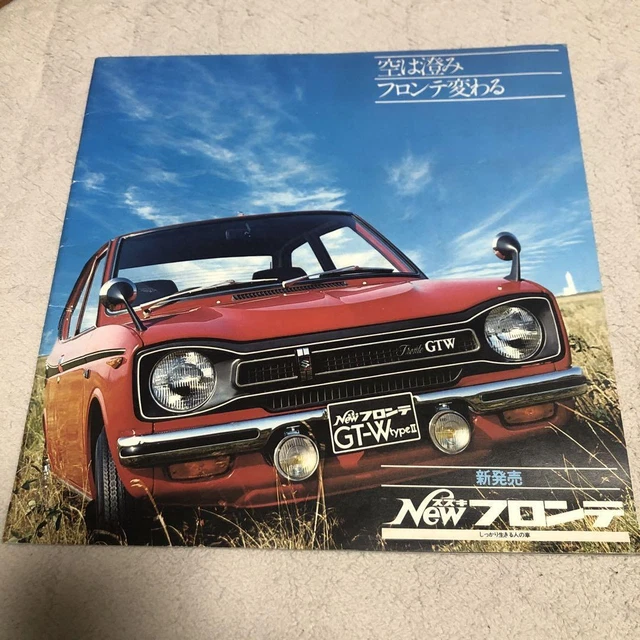 空は澄み
フロンテ変わる
Fronte GTW
S
New フロンテ
GT-W typeII
新発売
スズキ
New フロンテ
しっかり生きる人の車